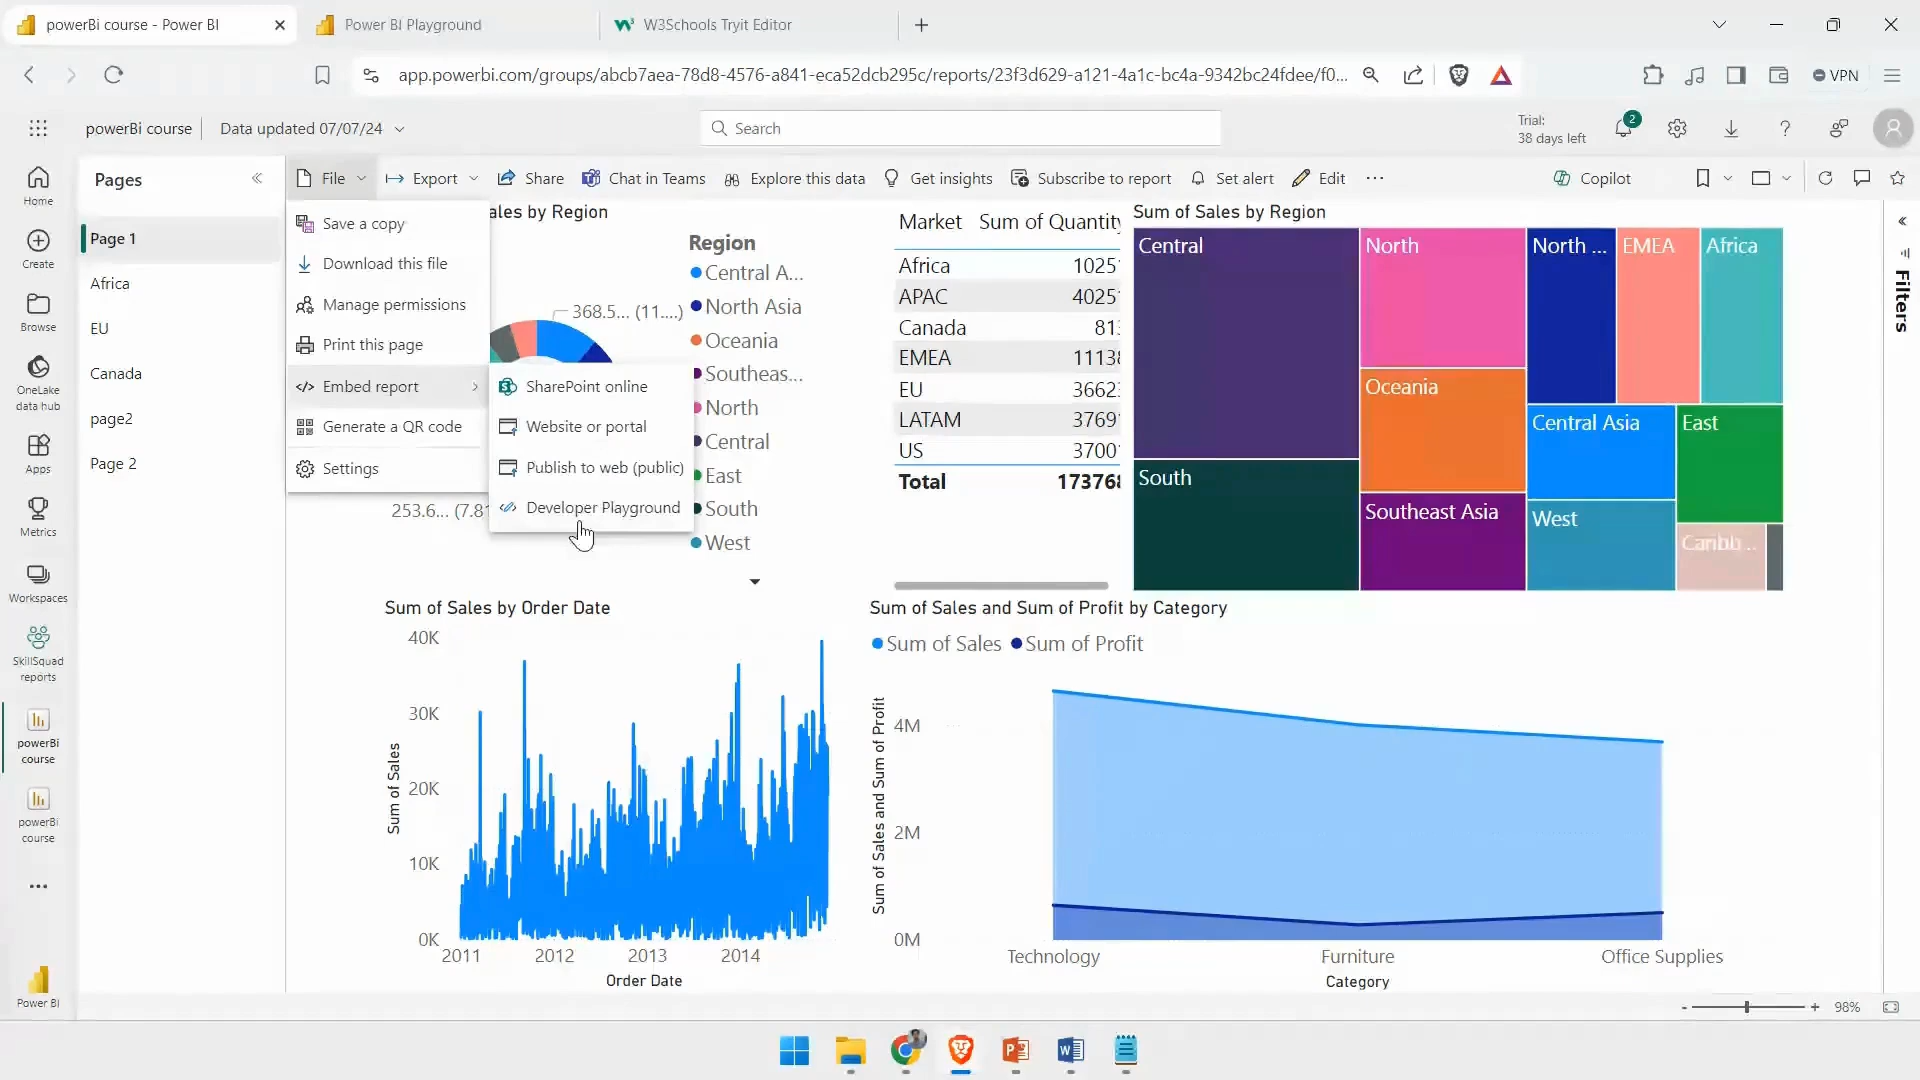 powerBi course - Power BI
Power BI Playground
W3Schools Tryit Editor
app.powerbi.com/groups/abcb7aea-78d8-4576-a841-eca52dcb295c/reports/23f3d629-a121-4a1c-bc4a-9342bc24fdee/f0...
VPN
powerBi course
Data updated 07/07/24
Search
Trial:
38 days left
2
Home
Create
Browse
OneLake
data hub
Apps
Metrics
Workspaces
SkillSquad
reports
powerBi
course
powerBi
course
Power BI
Pages
Page 1
Africa
EU
Canada
page2
Page 2
File
Export
Share
Chat in Teams
Explore this data
Get insights
Subscribe to report
Set alert
Edit
Copilot
Save a copy
Download this file
Manage permissions
Print this page
Embed report
Generate a QR code
Settings
SharePoint online
Website or portal
Publish to web (public)
Developer Playground
ales by Region
368.5... (11....)
253.6... (7.81
Region
Central A...
North Asia
Oceania
Southeas...
North
Central
East
South
West
Market Sum of Quantity
Africa 10251
APAC 40251
Canada 813
EMEA 11138
EU 36623
LATAM 37691
US 37001
Total 173768
Sum of Sales by Region
Central
North
North ...
EMEA
Africa
Oceania
South
Southeast Asia
Central Asia
East
West
Caribb...
Filters
Sum of Sales by Order Date
40K
30K
20K
10K
0K
Sum of Sales
2011 2012 2013 2014
Order Date
Sum of Sales and Sum of Profit by Category
Sum of Sales Sum of Profit
4M
2M
0M
Sum of Sales and Sum of Profit
Technology Furniture Office Supplies
Category
98%